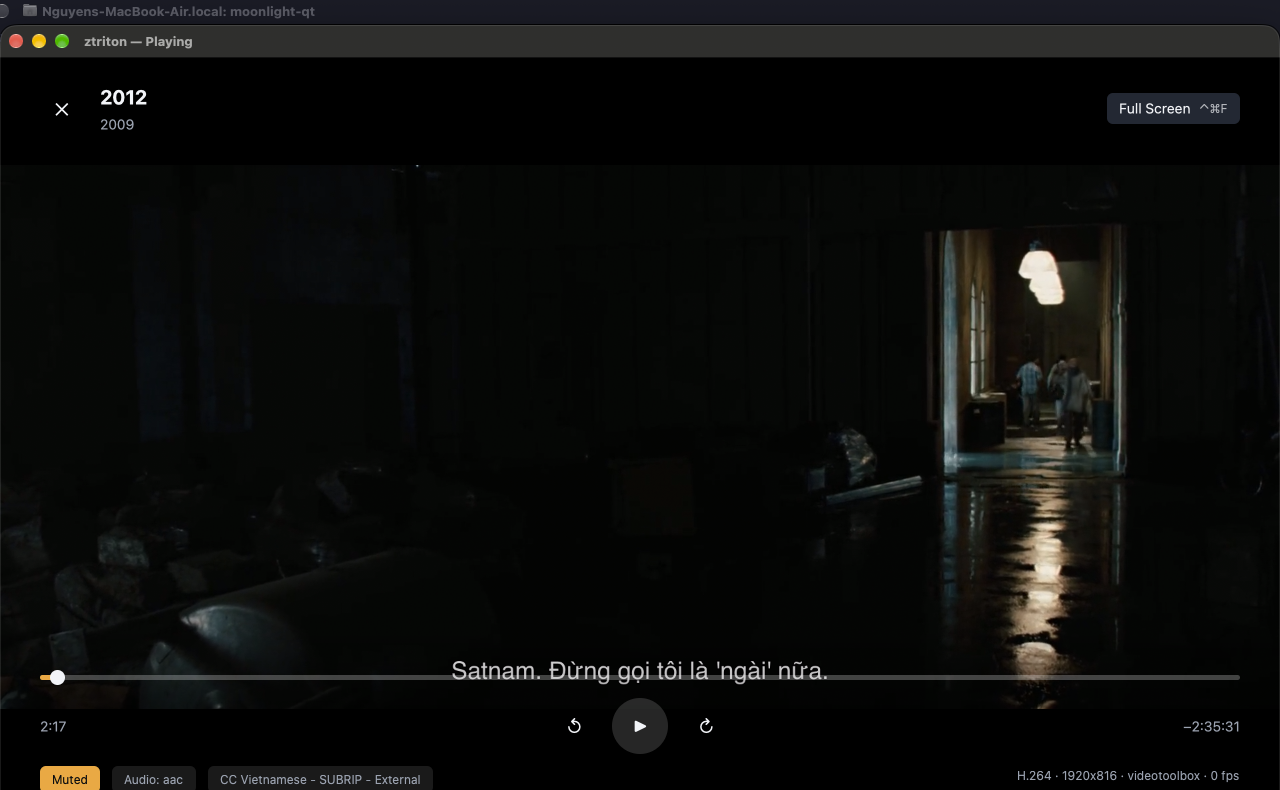 Nguyens-MacBook-Air.local: moonlight-qt
ztriton — Playing
2012
2009
Full Screen ^⌘F
Satnam. Đừng gọi tôi là 'ngài' nữa.
2:17
−2:35:31
Muted
Audio: aac
CC Vietnamese - SUBRIP - External
H.264 · 1920x816 · videotoolbox · 0 fps